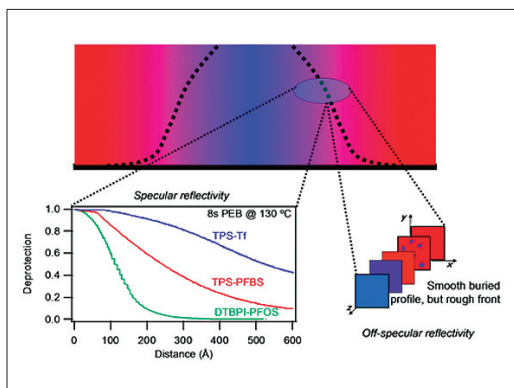 Specular reflectivity
8s PEB @ 130 ºC
Deprotection
1.0
0.8
0.6
0.4
0.2
0.0
TPS-Tf
TPS-PFBS
DTBPI-PFOS
0 100 200 300 400 500 600
Distance (Å)
y
x
z
Smooth buried
profile, but rough front
Off-specular reflectivity